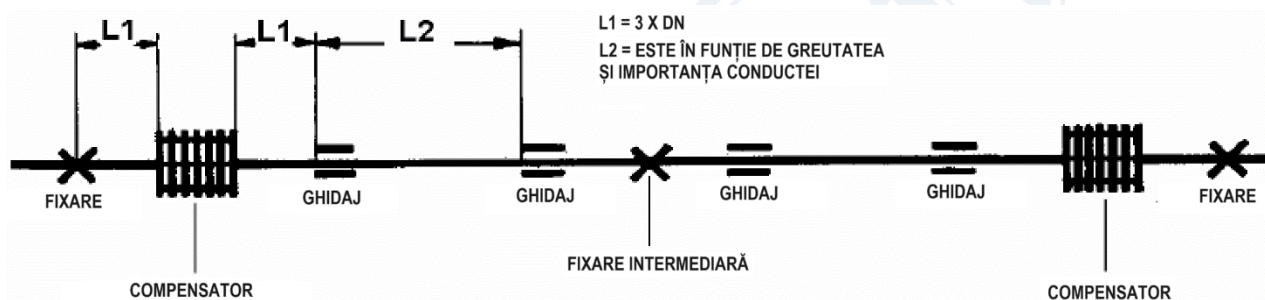 L1
L1
L2
L1 = 3 X DN
L2 = ESTE ÎN FUNȚIE DE GREUTATEA
ȘI IMPORTANȚA CONDUCTEI
FIXARE
GHIDAJ
GHIDAJ
GHIDAJ
GHIDAJ
FIXARE
FIXARE INTERMEDIARĂ
COMPENSATOR
COMPENSATOR